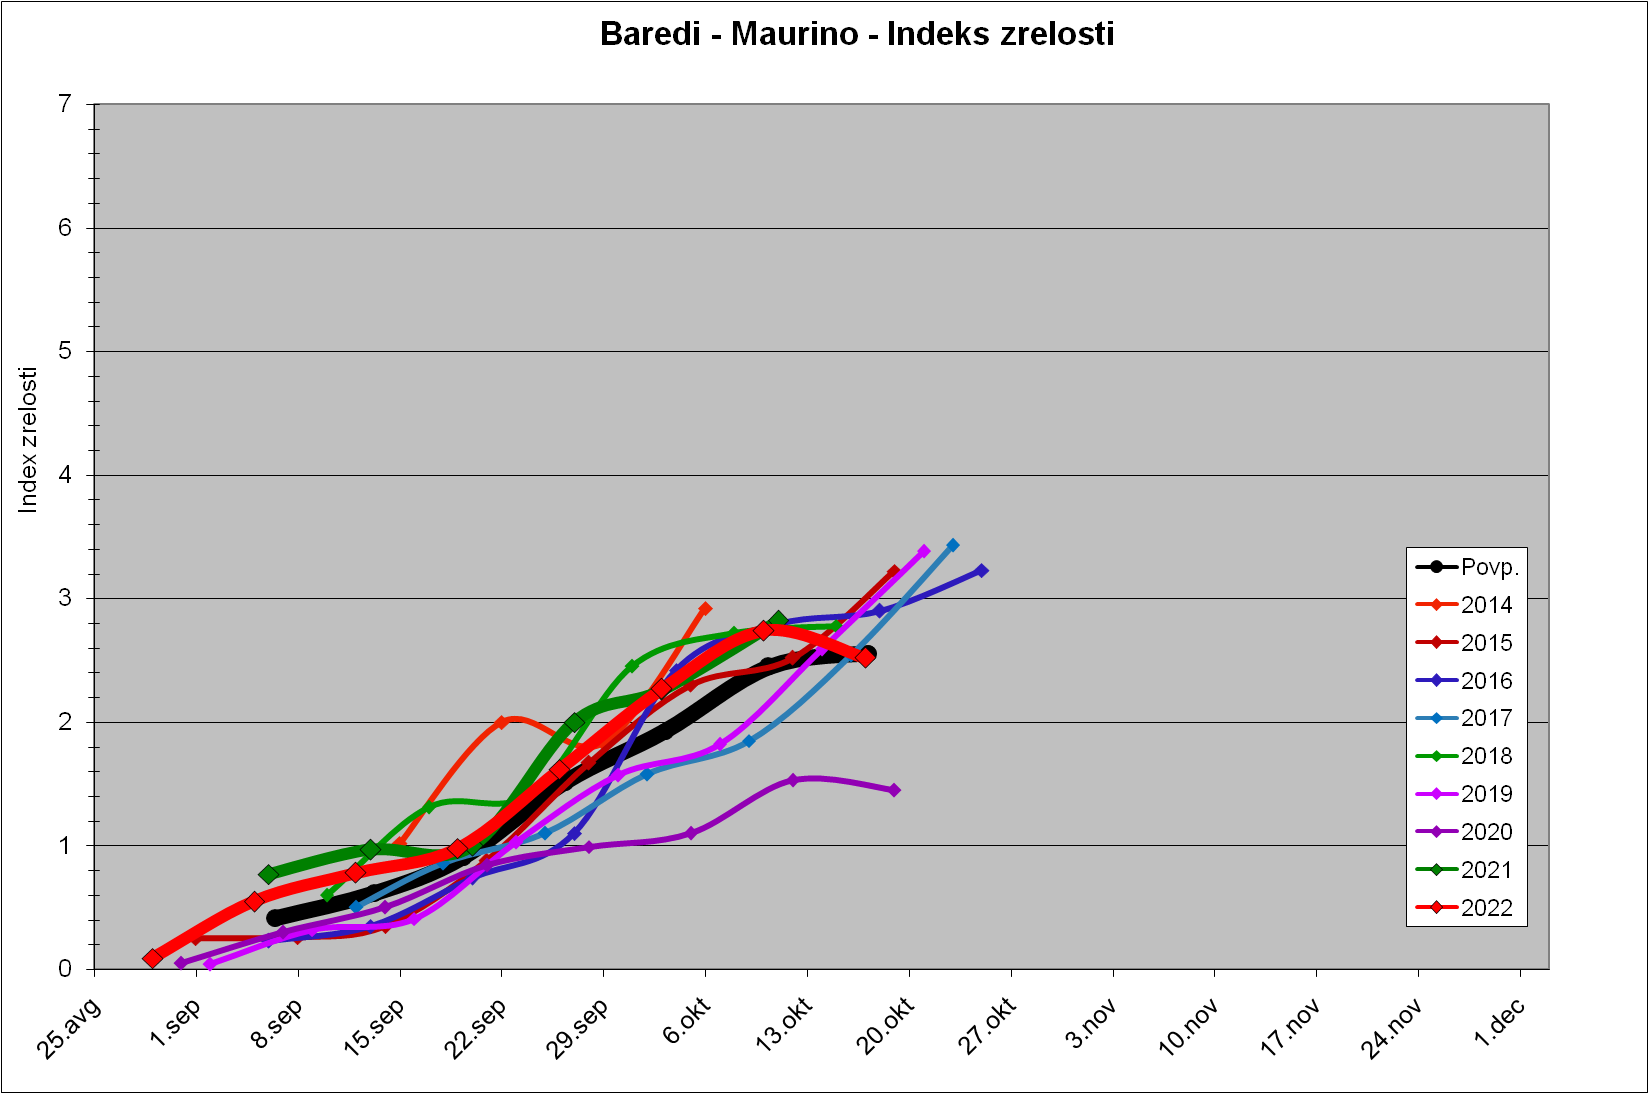 Baredi - Maurino - Indeks zrelosti
Index zrelosti
7
6
5
4
3
2
1
0
25.avg
1.sep
8.sep
15.sep
22.sep
29.sep
6.okt
13.okt
20.okt
27.okt
3.nov
10.nov
17.nov
24.nov
1.dec
Povp.
2014
2015
2016
2017
2018
2019
2020
2021
2022